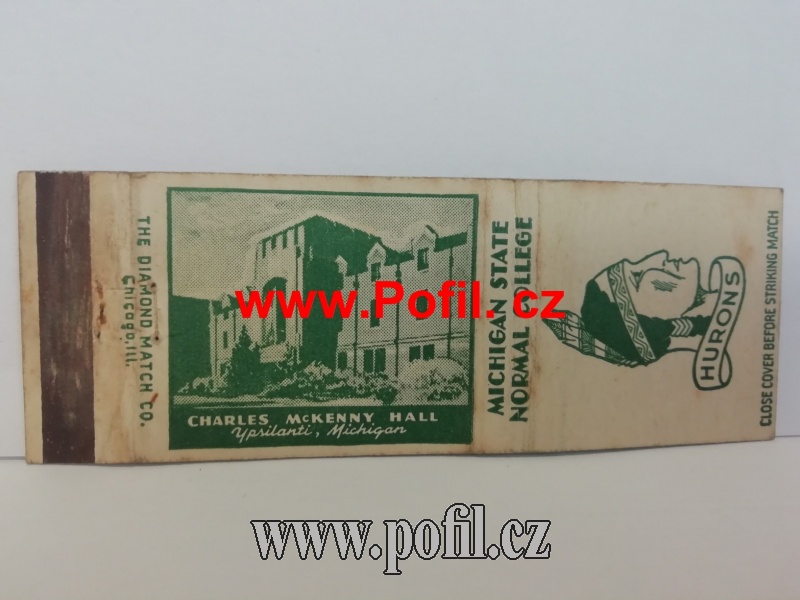 THE DIAMOND MATCH CO.
Chicago, Ill.
CHARLES McKENNY HALL
Ypsilanti, Michigan
MICHIGAN STATE
NORMAL COLLEGE
HURONS
CLOSE COVER BEFORE STRIKING MATCH
www.Pofil. cz
www.pofil.cz